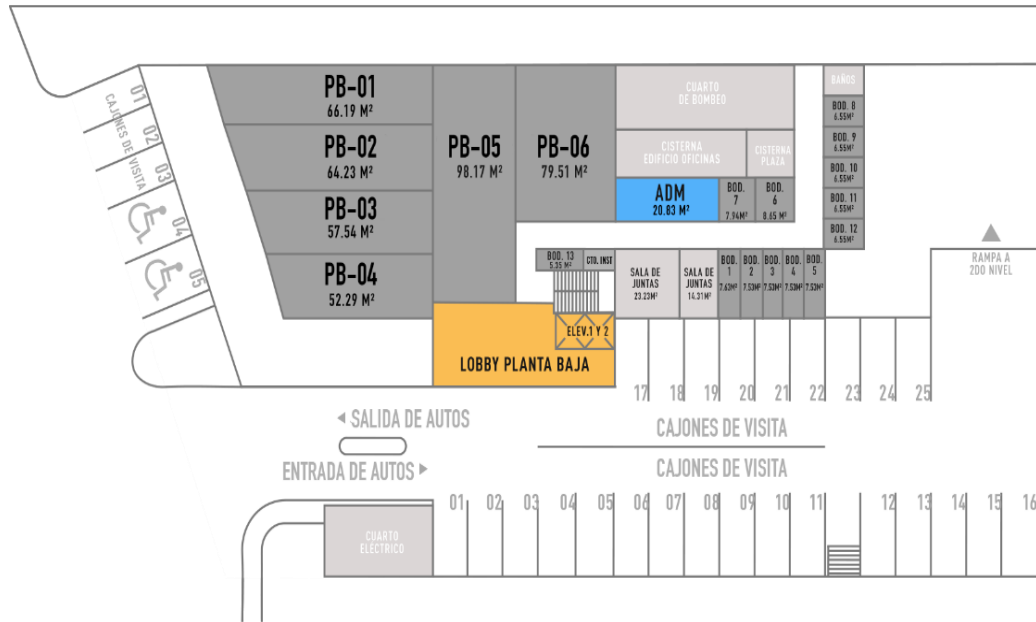 01
02
03
04
05
CAJONES DE VISITA
PB-01
66.19 M²
PB-02
64.23 M²
PB-03
57.54 M²
PB-04
52.29 M²
PB-05
98.17 M²
PB-06
79.51 M²
CUARTO
DE BOMBEO
CISTERNA
EDIFICIO OFICINAS
CISTERNA
PLAZA
ADM
20.83 M²
BOD.
7
7.94M²
BOD.
6
8.65 M²
BAÑOS
BOD. 8
6.55M²
BOD. 9
6.55M²
BOD. 10
6.55M²
BOD. 11
6.55M²
BOD. 12
6.55M²
RAMPA A
2DO NIVEL
BOD. 13
5.35 M²
CTO. INST
SALA DE
JUNTAS
23.23M²
SALA DE
JUNTAS
14.31M²
BOD.
1
7.63M²
BOD.
2
7.53M²
BOD.
3
7.53M²
BOD.
4
7.53M²
BOD.
5
7.53M²
ELEV.1 Y 2
LOBBY PLANTA BAJA
17 18 19 20 21 22 23 24 25
SALIDA DE AUTOS
CAJONES DE VISITA
ENTRADA DE AUTOS
CAJONES DE VISITA
01 02 03 04 05 06 07 08 09 10 11 12 13 14 15 16
CUARTO
ELÉCTRICO